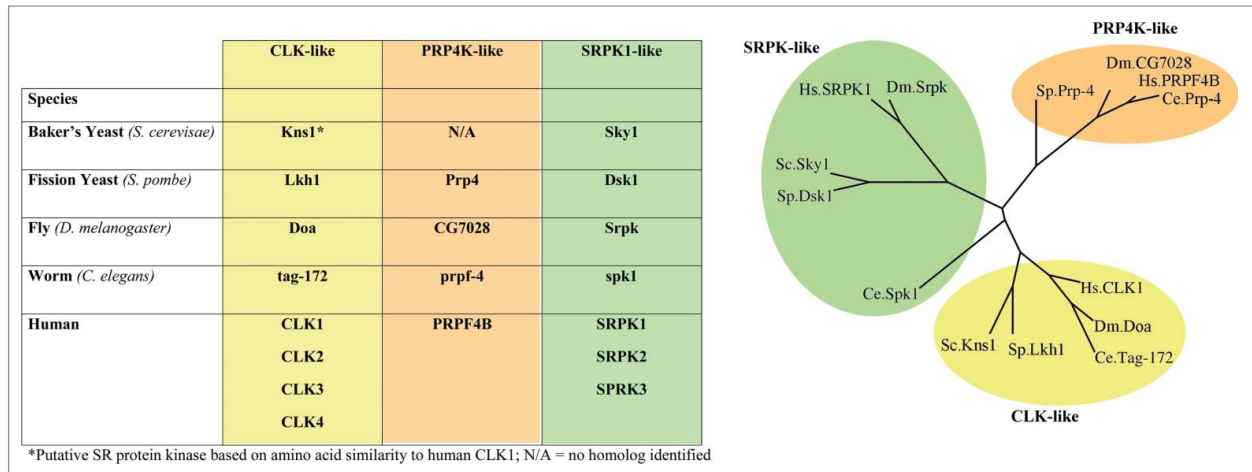 CLK-like PRP4K-like SRPK1-like
Species
Baker's Yeast (S. cerevisae) Kns1* N/A Sky1
Fission Yeast (S. pombe) Lkh1 Prp4 Dsk1
Fly (D. melanogaster) Doa CG7028 Srpk
Worm (C. elegans) tag-172 prpf-4 spk1
Human CLK1 PRPF4B SRPK1
CLK2 SRPK2
CLK3 SPRK3
CLK4
*Putative SR protein kinase based on amino acid similarity to human CLK1; N/A = no homolog identified
PRP4K-like
SRPK-like
Dm.CG7028
Hs.PRPF4B
Sp.Prp-4
Ce.Prp-4
Hs.SRPK1
Dm.Srpk
Sc.Sky1
Sp.Dsk1
Ce.Spk1
Hs.CLK1
Dm.Doa
Sc.Kns1
Sp.Lkh1
Ce.Tag-172
CLK-like